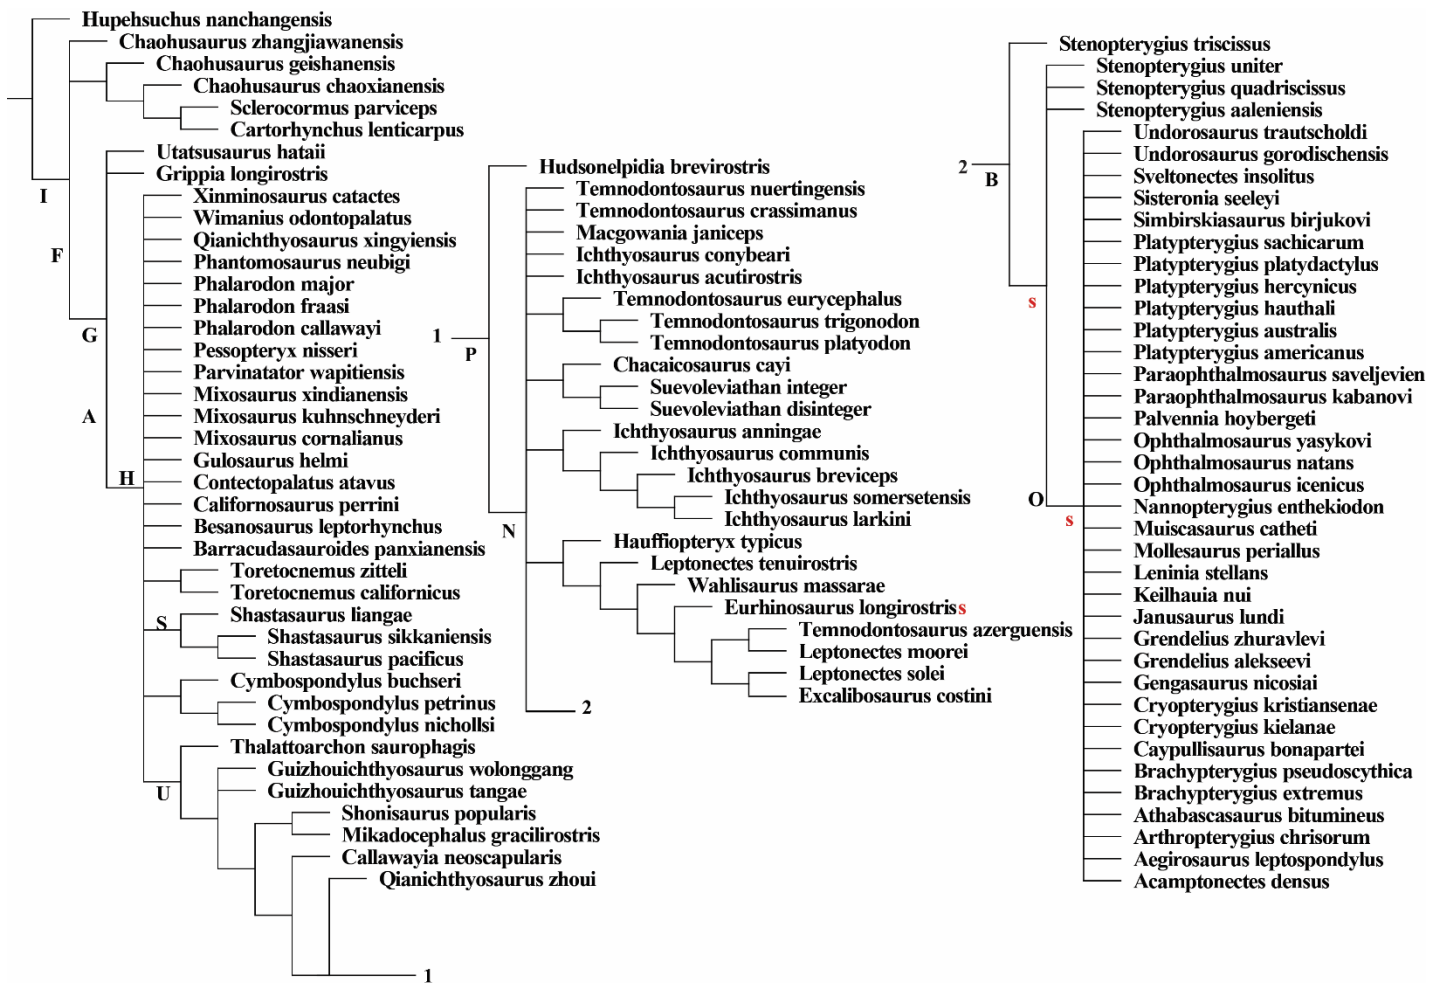 Hupehsuchus nanchangensis
Chaohusaurus zhangjiawanensis
Chaohusaurus geishanensis
Chaohusaurus chaoxianensis
Sclerocormus parviceps
Cartorhynchus lenticarpus
Utatsusaurus hataii
Grippia longirostris
I
Xinminosaurus catactes
Wimanius odontopalatus
Qianichthyosaurus xingyiensis
F
Phantomosaurus neubigi
Phalarodon major
Phalarodon fraasi
Phalarodon callawayi
G
Pessopteryx nisseri
Parvinatator wapitiensis
Mixosaurus xindianensis
Mixosaurus kuhnschneyderi
A
Mixosaurus cornalianus
Gulosaurus helmi
Contectopalatus atavus
H
Californosaurus perrini
Besanosaurus leptorhynchus
Barracudasauroides panxianensis
Toretocnemus zitteli
Toretocnemus californicus
Shastasaurus liangae
S
Shastasaurus sikkaniensis
Shastasaurus pacificus
Cymbospondylus buchseri
Cymbospondylus petrinus
Cymbospondylus nichollsi
Thalattoarchon saurophagis
Guizhouichthyosaurus wolonggang
Guizhouichthyosaurus tangae
U
Shonisaurus popularis
Mikadocephalus gracilirostris
Callawayia neoscapularis
Qianichthyosaurus zhoui
1
Hudsonelpidia brevirostris
Temnodontosaurus nuertingensis
Temnodontosaurus crassimanus
Macgowania janiceps
Ichthyosaurus conybeari
Ichthyosaurus acutirostris
Temnodontosaurus eurycephalus
Temnodontosaurus trigonodon
1
Temnodontosaurus platyodon
P
Chacaicosaurus cayi
Suevoleviathan integer
Suevoleviathan disinteger
Ichthyosaurus anningae
Ichthyosaurus communis
Ichthyosaurus breviceps
Ichthyosaurus somersetensis
Ichthyosaurus larkini
N
Hauffiopteryx typicus
Leptonectes tenuirostris
Wahlisaurus massarae
Eurhinosaurus longirostris s
Temnodontosaurus azerguensis
Leptonectes moorei
Leptonectes solei
Excalibosaurus costini
2
Stenopterygius triscissus
Stenopterygius uniter
Stenopterygius quadriscissus
Stenopterygius aaleniensis
Undorosaurus trautscholdi
Undorosaurus gorodischensis
2
B
Sveltonectes insolitus
Sisteronia seeleyi
Simbirskiasaurus birjukovi
Platypterygius sachicarum
Platypterygius platydactylus
Platypterygius hercynicus
s
Platypterygius hauthali
Platypterygius australis
Platypterygius americanus
Paraophthalmosaurus saveljevien
Paraophthalmosaurus kabanovi
Palvennia hoybergeti
Ophthalmosaurus yasykovi
Ophthalmosaurus natans
Ophthalmosaurus icenicus
O
Nannopterygius enthekiodon
s
Muiscasaurus catheti
Mollesaurus periallus
Leninia stellans
Keilhauia nui
Janusaurus lundi
Grendelius zhuravlevi
Grendelius alekseevi
Gengasaurus nicosiai
Cryopterygius kristiansenae
Cryopterygius kielanae
Caypullisaurus bonapartei
Brachypterygius pseudoscythica
Brachypterygius extremus
Athabascasaurus bitumineus
Arthropterygius chrisorum
Aegirosaurus leptospondylus
Acamptonectes densus